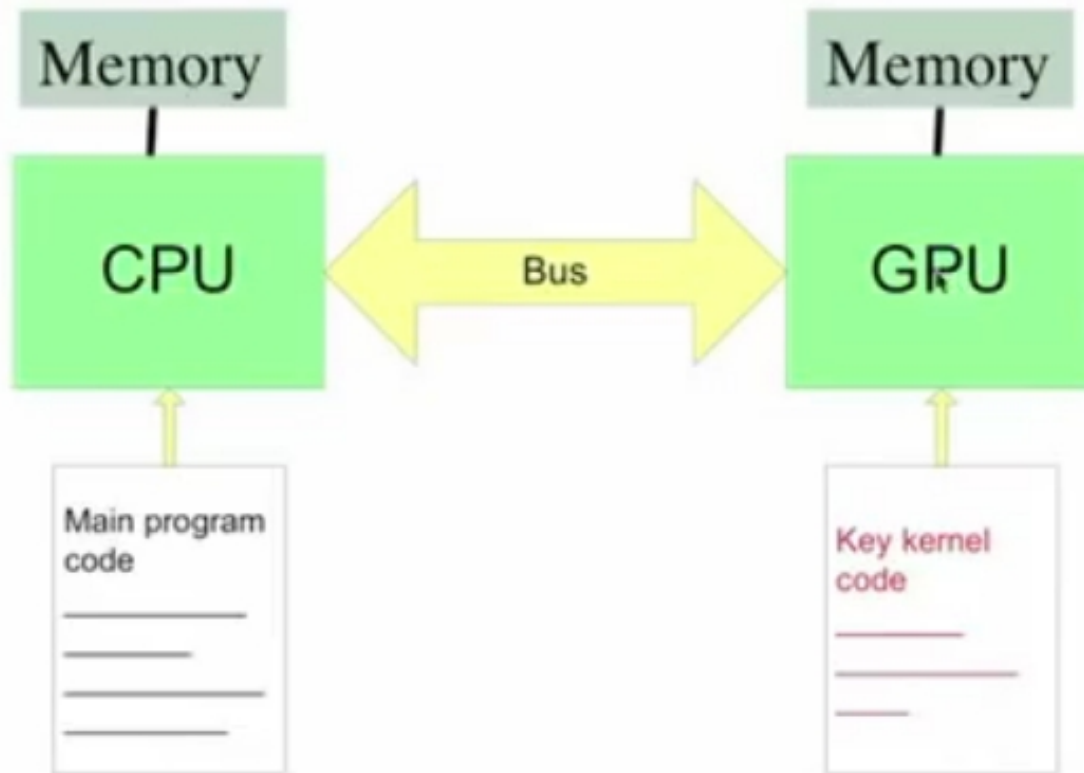 Memory
Memory
CPU
Bus
GPU
Main program
code
Key kernel
code